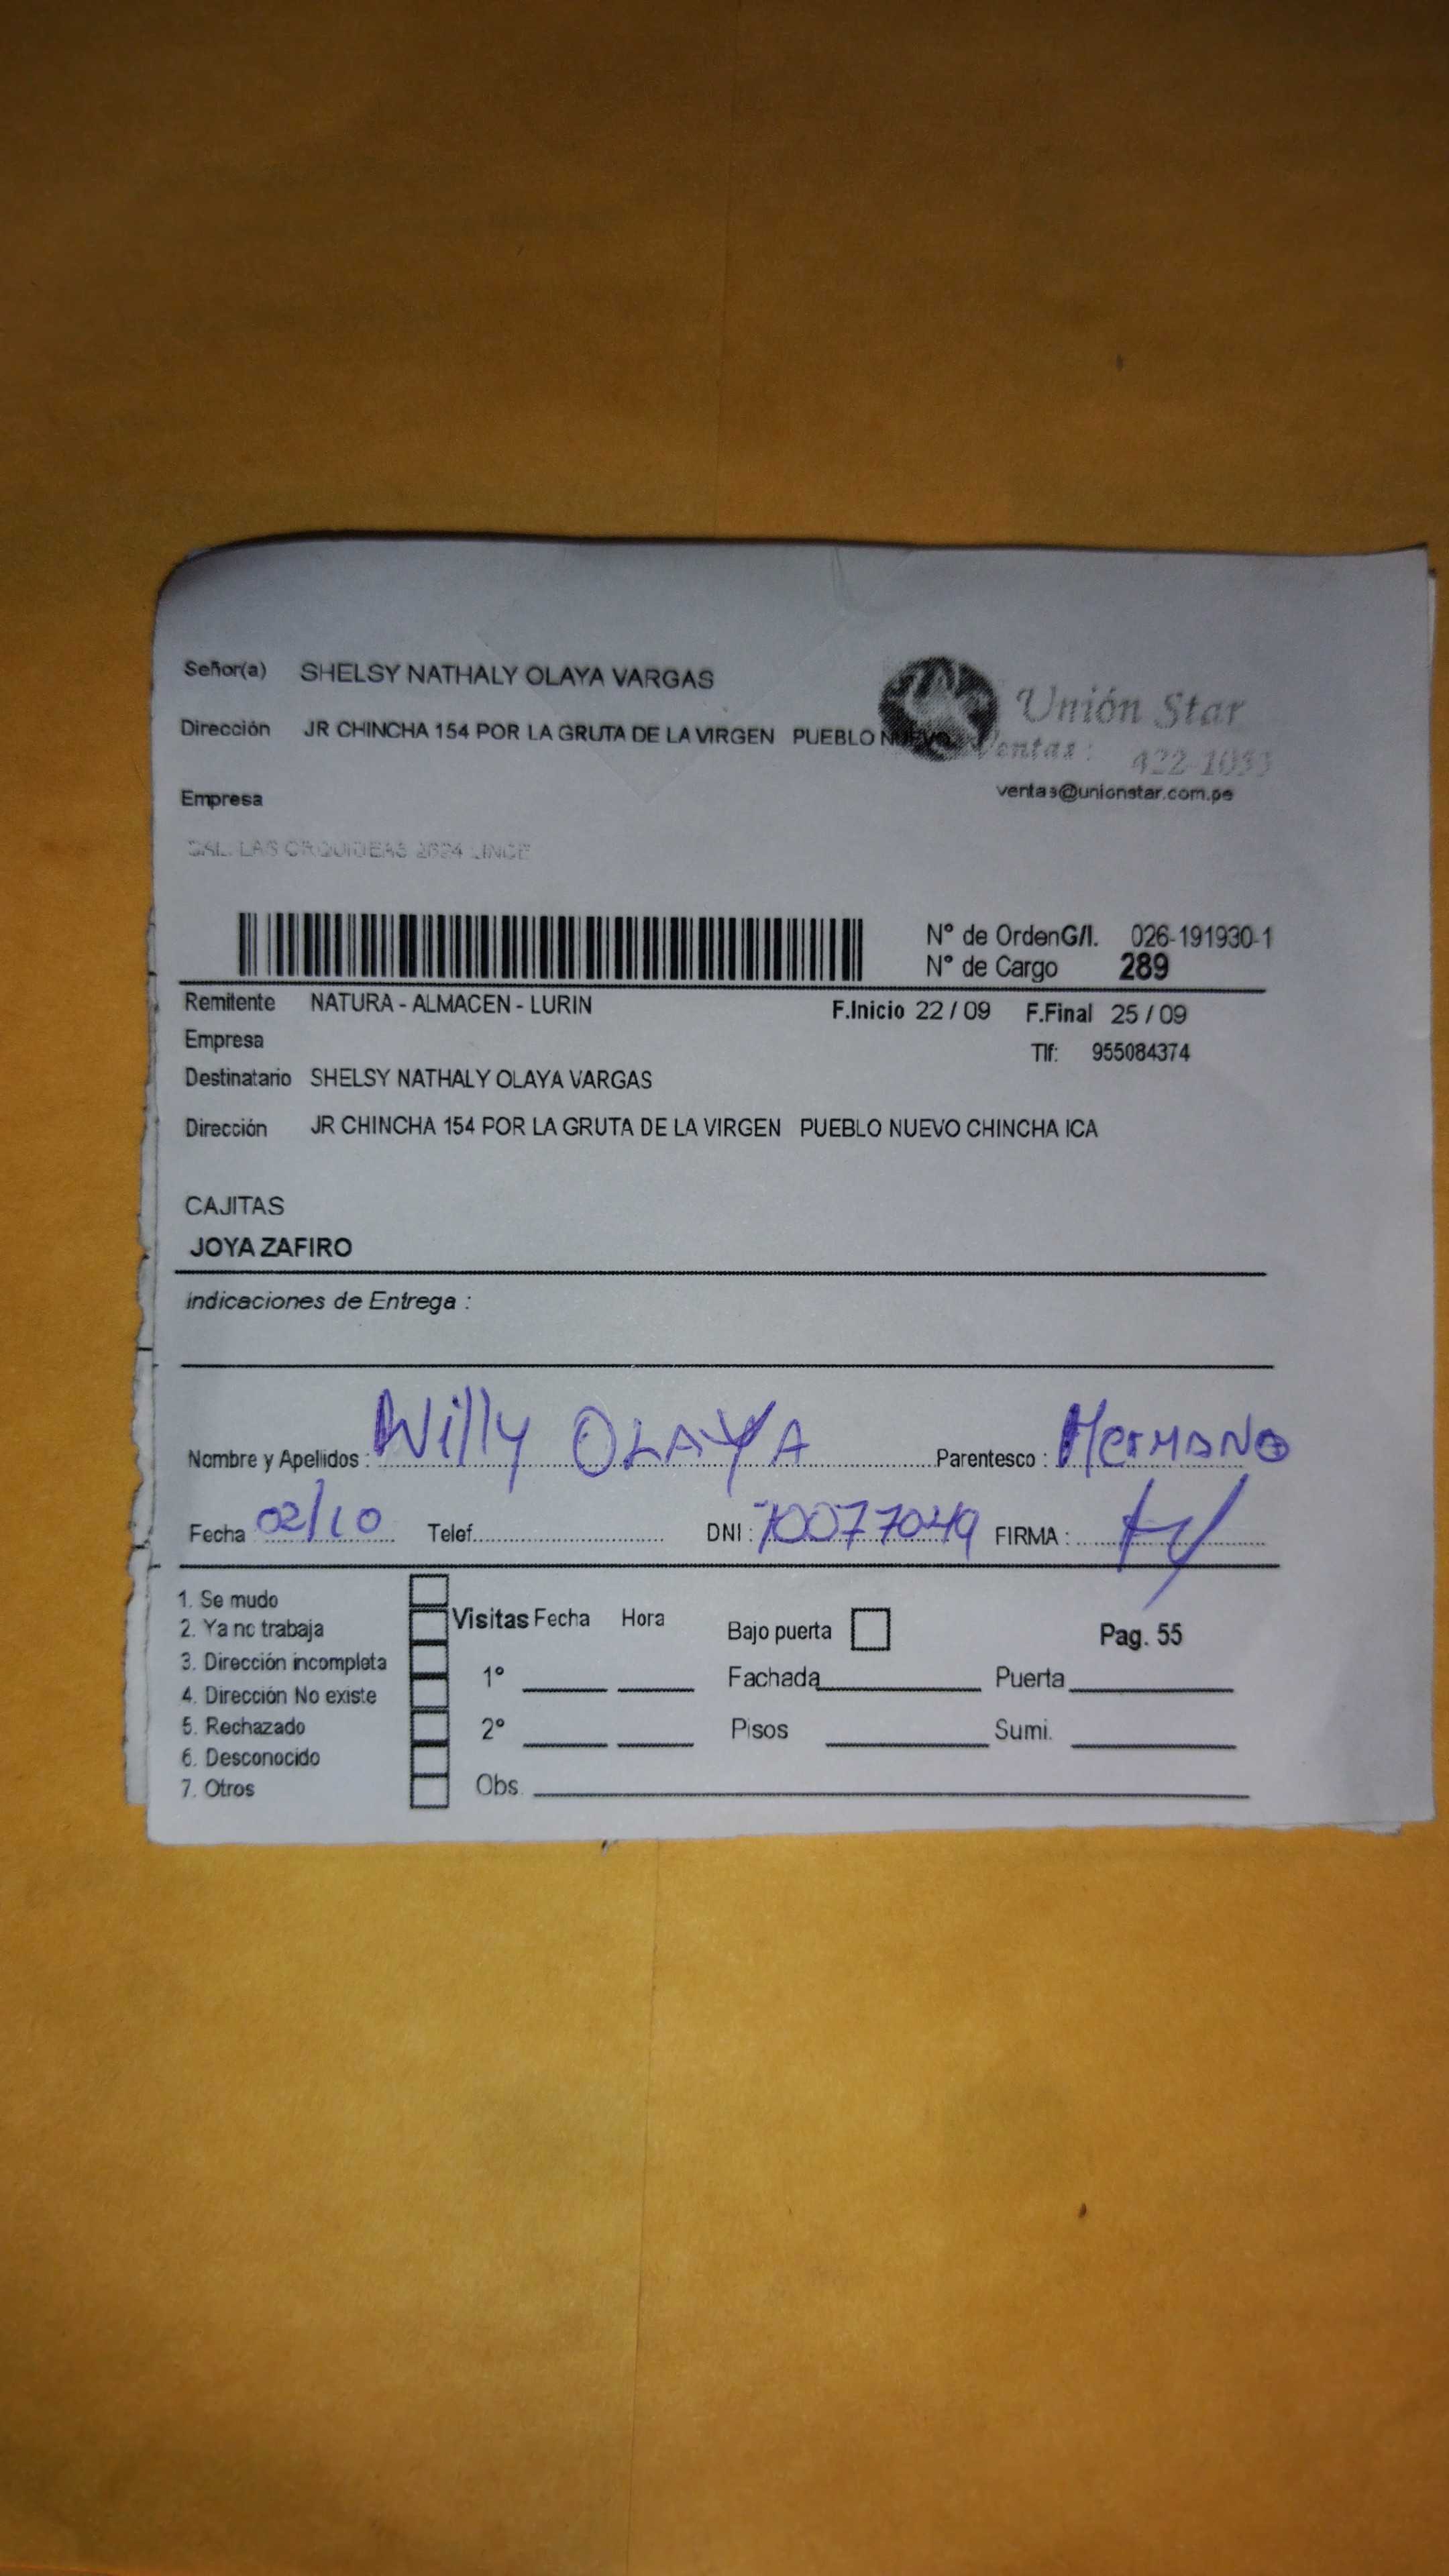 Señor(a) SHELSY NATHALY OLAYA VARGAS
Unión Star
Dirección JR CHINCHA 154 POR LA GRUTA DE LA VIRGEN PUEBLO NUEVO
Ventas: 422-1033
ventas@unionstar.com.pe
Empresa
CAL. LAS ORQUIDEAS 2624 LINCE
N° de OrdenG/I. 026-191930-1
N° de Cargo 289
Remitente NATURA - ALMACEN - LURIN F.Inicio 22 / 09 F.Final 25 / 09
Empresa
Tlf: 955084374
Destinatario SHELSY NATHALY OLAYA VARGAS
Dirección JR CHINCHA 154 POR LA GRUTA DE LA VIRGEN PUEBLO NUEVO CHINCHA ICA
CAJITAS
JOYA ZAFIRO
Indicaciones de Entrega :
Nombre y Apellidos : Willy OLAYA Parentesco : Hermano
Fecha 02/10 Telef. DNI : 70077049 FIRMA :
1. Se mudo
2. Ya no trabaja
3. Dirección incompleta
4. Dirección No existe
5. Rechazado
6. Desconocido
7. Otros
Visitas Fecha Hora
1°
2°
Obs.
Bajo puerta Pag. 55
Fachada Puerta
Pisos Sumi.